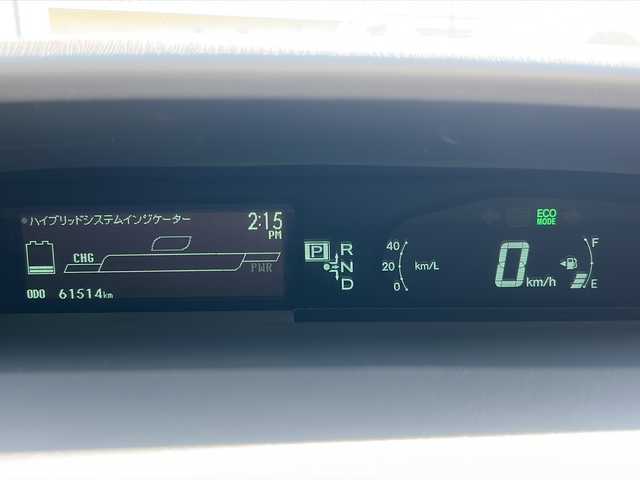 ハイブリッドシステムインジケーター
2:15
PM
CHG
PWR
ODO 61514km
P
R
N
D
40
20
0
km/L
ECO
MODE
0 km/h
F
E